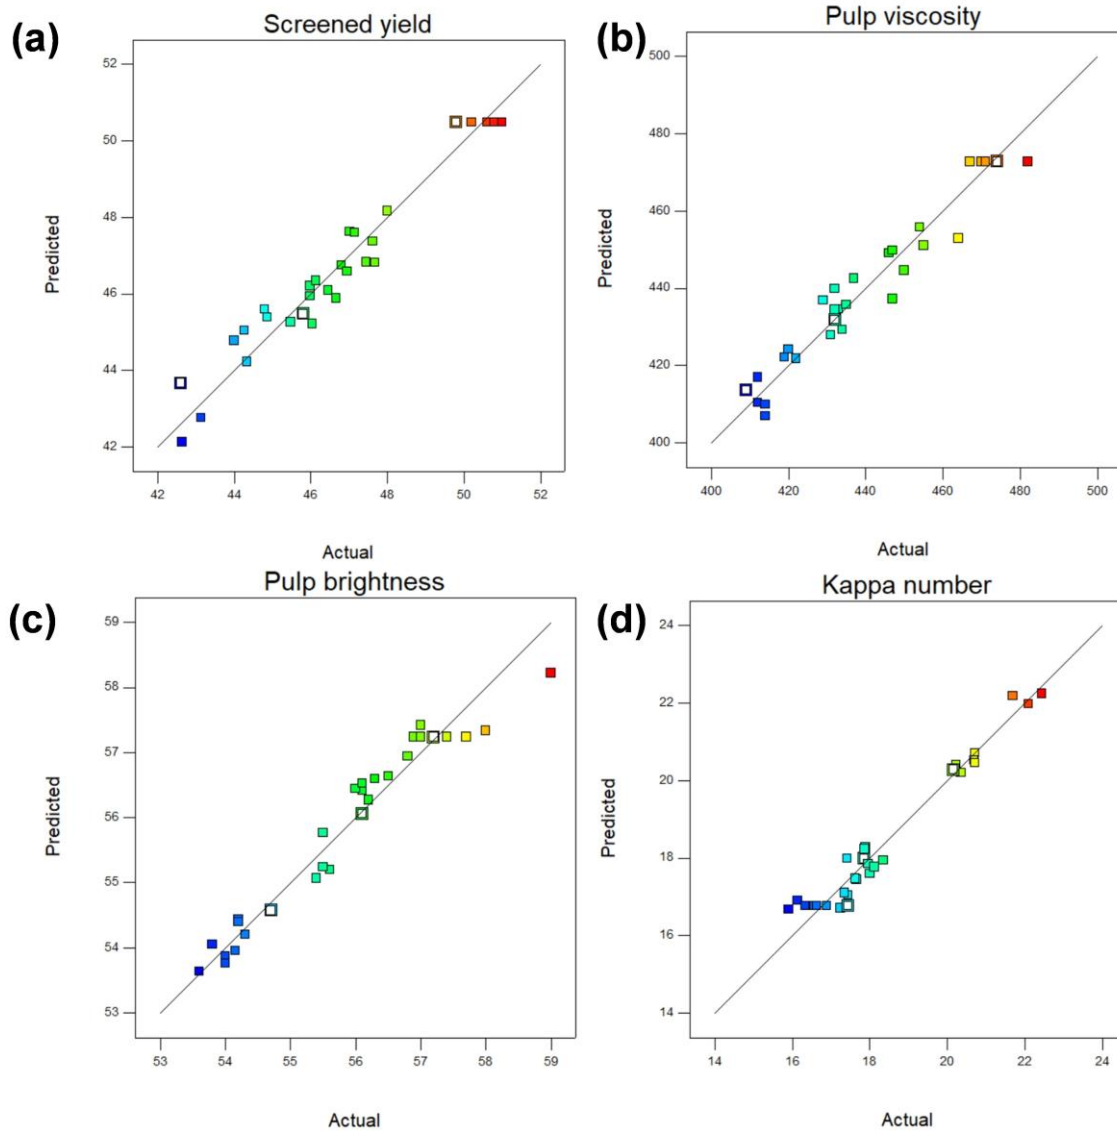 (a)
Screened yield
52
50
48
46
44
42
Predicted
42 44 46 48 50 52
Actual
(b)
Pulp viscosity
500
480
460
440
420
400
Predicted
400 420 440 460 480 500
Actual
(c)
Pulp brightness
59
58
57
56
55
54
53
Predicted
53 54 55 56 57 58 59
Actual
(d)
Kappa number
24
22
20
18
16
14
Predicted
14 16 18 20 22 24
Actual